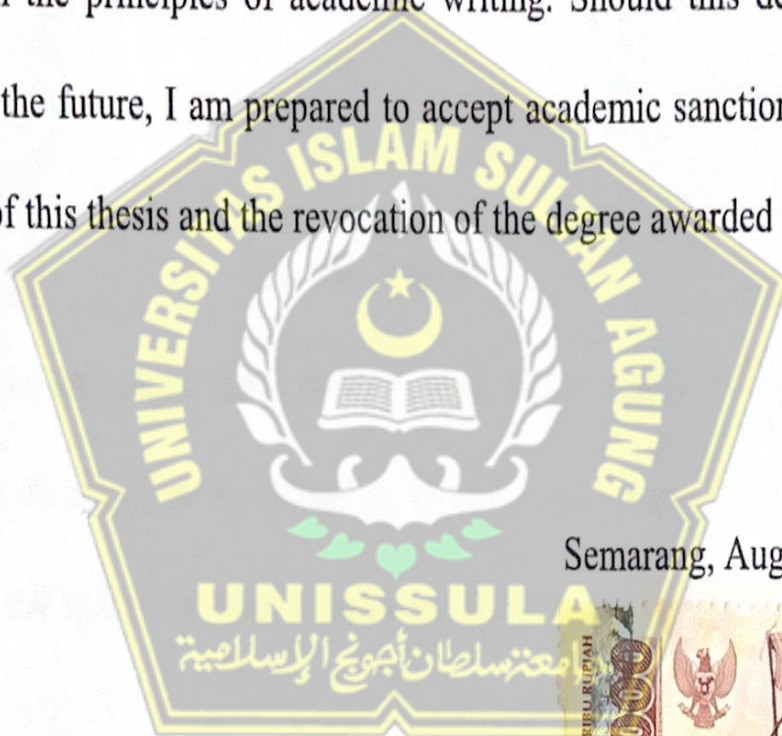 the principles of academic writing. Should this de
the future, I am prepared to accept academic sanction
of this thesis and the revocation of the degree awarded
UNIVERSITAS ISLAM SULTAN AGUNG
Semarang, Aug
UNISSULA
جامعة سلطان أجونج الإسلامية
RIBU RUPIAH